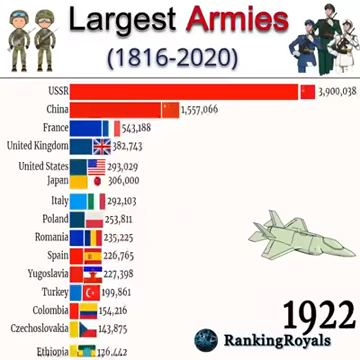 Largest Armies
(1816-2020)
USSR 3,900,038
China 1,557,066
France 543,188
United Kingdom 382,743
United States 293,029
Japan 306,000
Italy 292,103
Poland 253,811
Romania 235,225
Spain 226,765
Yugoslavia 227,398
Turkey 199,861
Colombia 154,216
Czechoslovakia 143,875
Ethiopia 136,442
1922
RankingRoyals